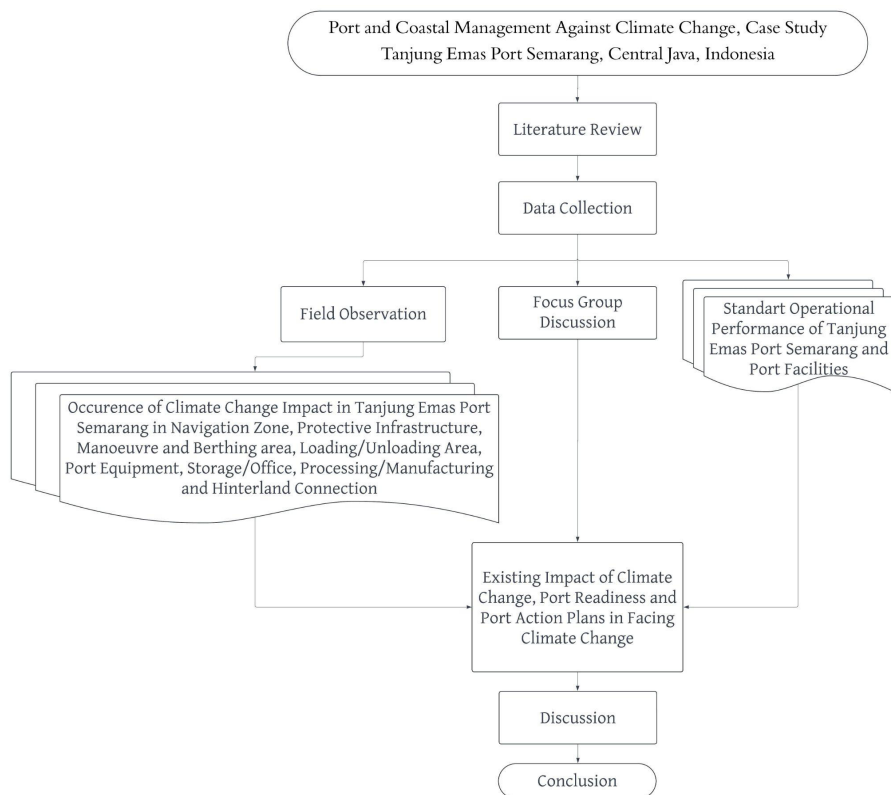 Port and Coastal Management Against Climate Change, Case Study
Tanjung Emas Port Semarang, Central Java, Indonesia
Literature Review
Data Collection
Field Observation
Focus Group
Discussion
Standart Operational
Performance of Tanjung
Emas Port Semarang and
Port Facilities
Occurence of Climate Change Impact in Tanjung Emas Port
Semarang in Navigation Zone, Protective Infrastructure,
Manoeuvre and Berthing area, Loading/Unloading Area,
Port Equipment, Storage/Office, Processing/Manufacturing
and Hinterland Connection
Existing Impact of Climate
Change, Port Readiness and
Port Action Plans in Facing
Climate Change
Discussion
Conclusion